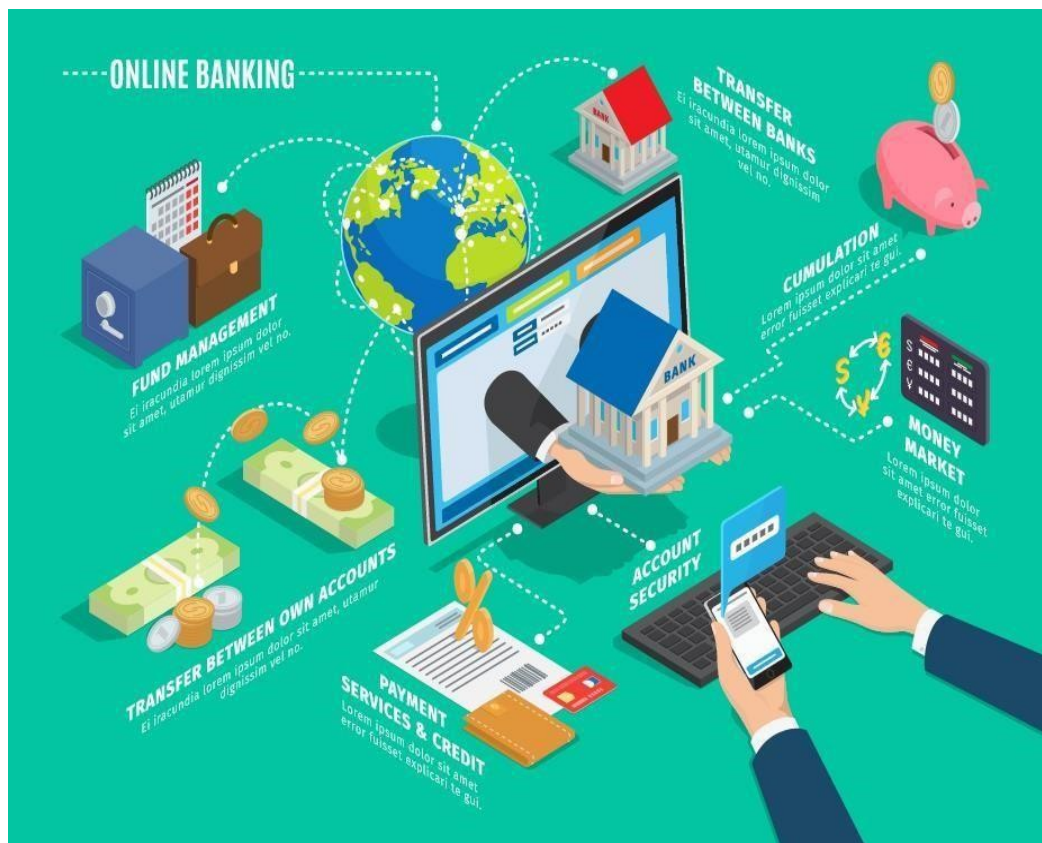 ONLINE BANKING
TRANSFER
BETWEEN BANKS
Ei iracundia lorem ipsum dolor
sit amet, utamur dignissim
vel no.
BANK
CUMULATION
Lorem ipsum dolor sit amet
error fuisset explicari te gui.
FUND MANAGEMENT
Ei iracundia lorem ipsum dolor
sit amet, utamur dignissim vel no.
BANK
$ € ¥
$
€
¥
MONEY
MARKET
Lorem ipsum dolor
sit amet error fuisset
explicari te gui.
ACCOUNT
SECURITY
TRANSFER BETWEEN OWN ACCOUNTS
Ei iracundia lorem ipsum dolor sit amet, utamur
dignissim vel no.
%
PAYMENT
SERVICES & CREDIT
Lorem ipsum dolor sit amet
error fuisset explicari te gui.